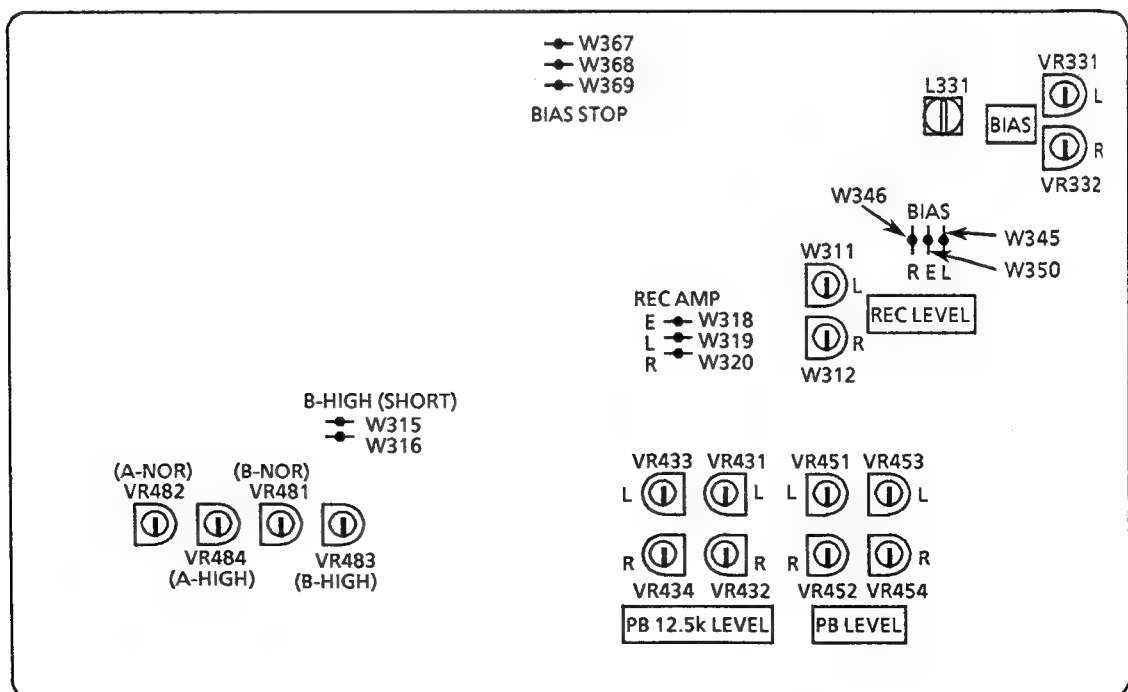 W367
W368
W369
BIAS STOP
L331
VR331
L
BIAS
R
VR332
W346
BIAS
W345
R E L
W350
W311
L
REC LEVEL
R
W312
REC AMP
E W318
L W319
R W320
B-HIGH (SHORT)
W315
W316
(A-NOR)
VR482
(B-NOR)
VR481
VR484
(A-HIGH)
VR483
(B-HIGH)
VR433 VR431 VR451 VR453
L L L L
R R R R
VR434 VR432 VR452 VR454
PB 12.5k LEVEL
PB LEVEL